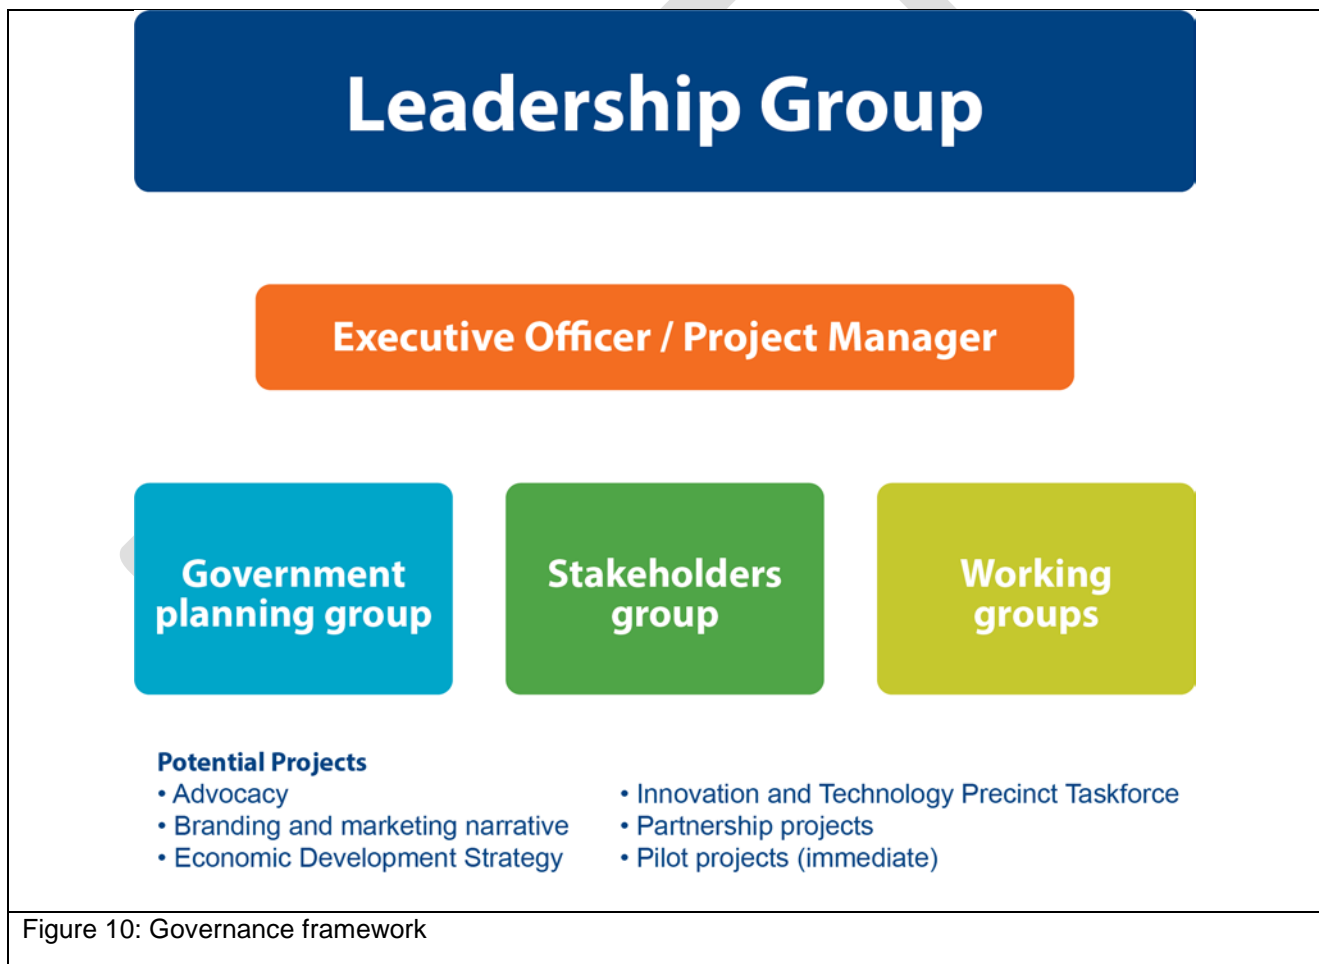 Leadership Group
Executive Officer / Project Manager
Government
planning group
Stakeholders
group
Working
groups
Potential Projects
• Advocacy
• Branding and marketing narrative
• Economic Development Strategy
• Innovation and Technology Precinct Taskforce
• Partnership projects
• Pilot projects (immediate)
Figure 10: Governance framework